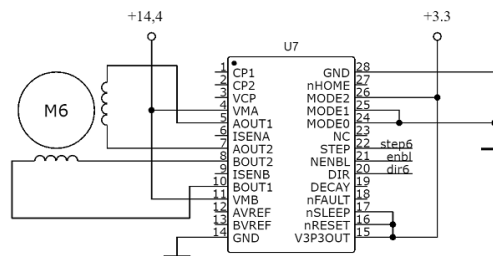 +14,4
+3.3
U7
M6
1 CP1 GND 28
2 CP2 nHOME 27
3 VCP MODE2 26
4 VMA MODE1 25
5 AOUT1 MODE0 24
6 ISENA NC 23
7 AOUT2 STEP 22 step6
8 BOUT2 NENBL 21 enbl
9 ISENB DIR 20 dir6
10 BOUT1 DECAY 19
11 VMB nFAULT 18
12 AVREF nSLEEP 17
13 BVREF nRESET 16
14 GND V3P3OUT 15